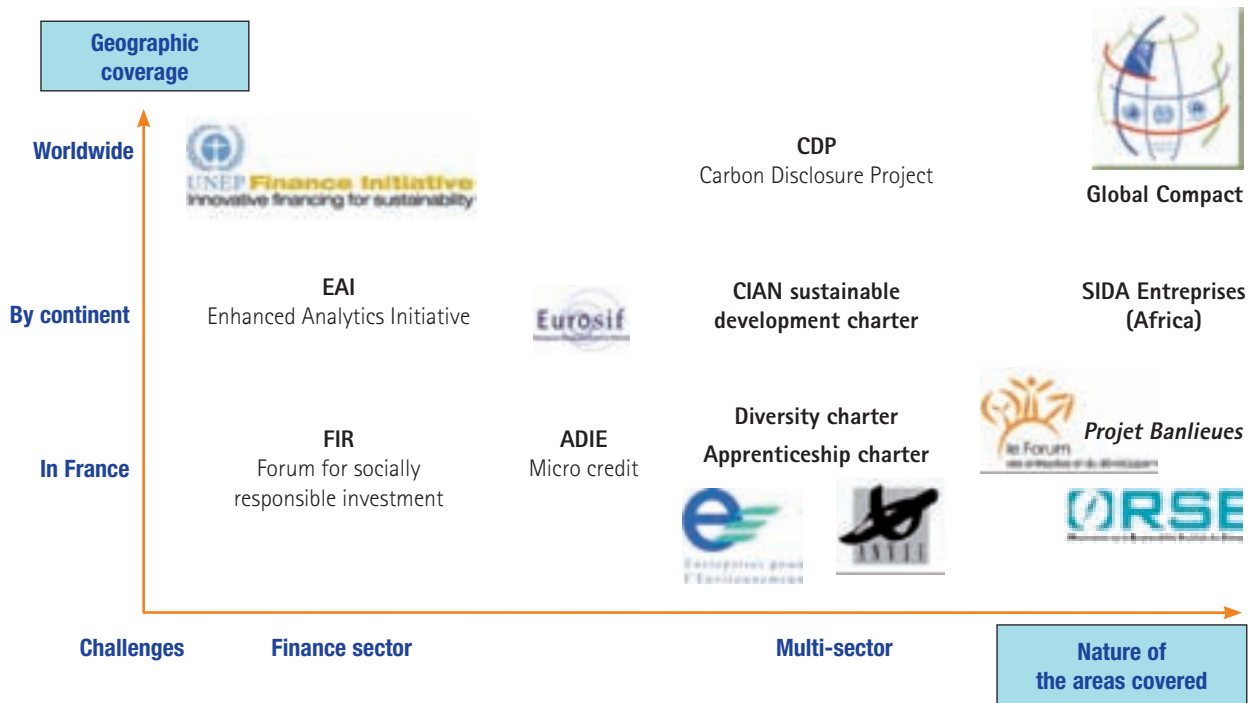 Geographic
coverage
Worldwide
UNEP Finance Initiative
Innovative financing for sustainability
CDP
Carbon Disclosure Project
Global Compact
By continent
EAI
Enhanced Analytics Initiative
Eurosif
CIAN sustainable
development charter
SIDA Entreprises
(Africa)
In France
FIR
Forum for socially
responsible investment
ADIE
Micro credit
Diversity charter
Apprenticeship charter
le Forum
Projet Banlieues
Entreprises pour
l'Environnement
ORSE
Challenges
Finance sector
Multi-sector
Nature of
the areas covered